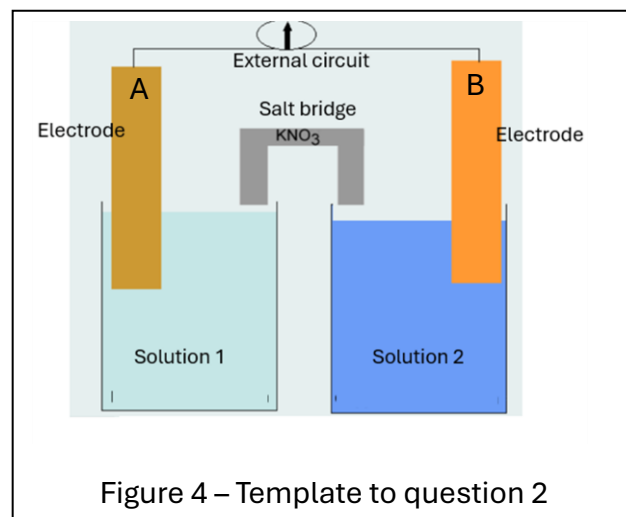 External circuit
A
B
Salt bridge
Electrode
KNO₃
Electrode
Solution 1
Solution 2
Figure 4 – Template to question 2